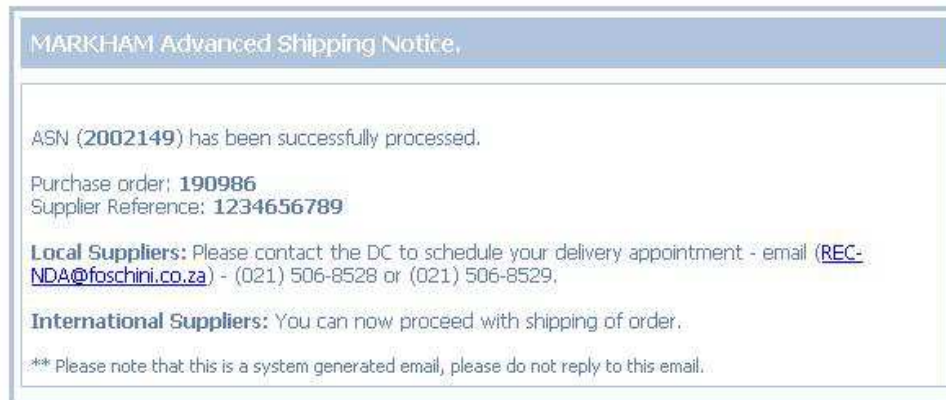 MARKHAM Advanced Shipping Notice.
ASN (2002149) has been successfully processed.
Purchase order: 190986
Supplier Reference: 1234656789
Local Suppliers: Please contact the DC to schedule your delivery appointment - email (REC-
NDA@foschini.co.za) - (021) 506-8528 or (021) 506-8529.
International Suppliers: You can now proceed with shipping of order.
** Please note that this is a system generated email, please do not reply to this email.